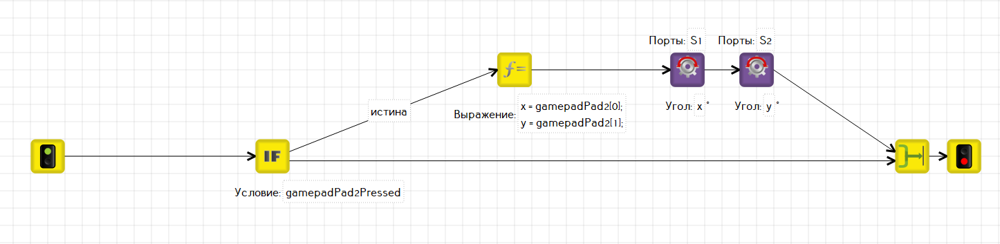 Порты: S1
Порты: S2
ƒ=
истина
Выражение:
x = gamepadPad2[0];
y = gamepadPad2[1];
Угол: x °
Угол: y °
IF
Условие: gamepadPad2Pressed